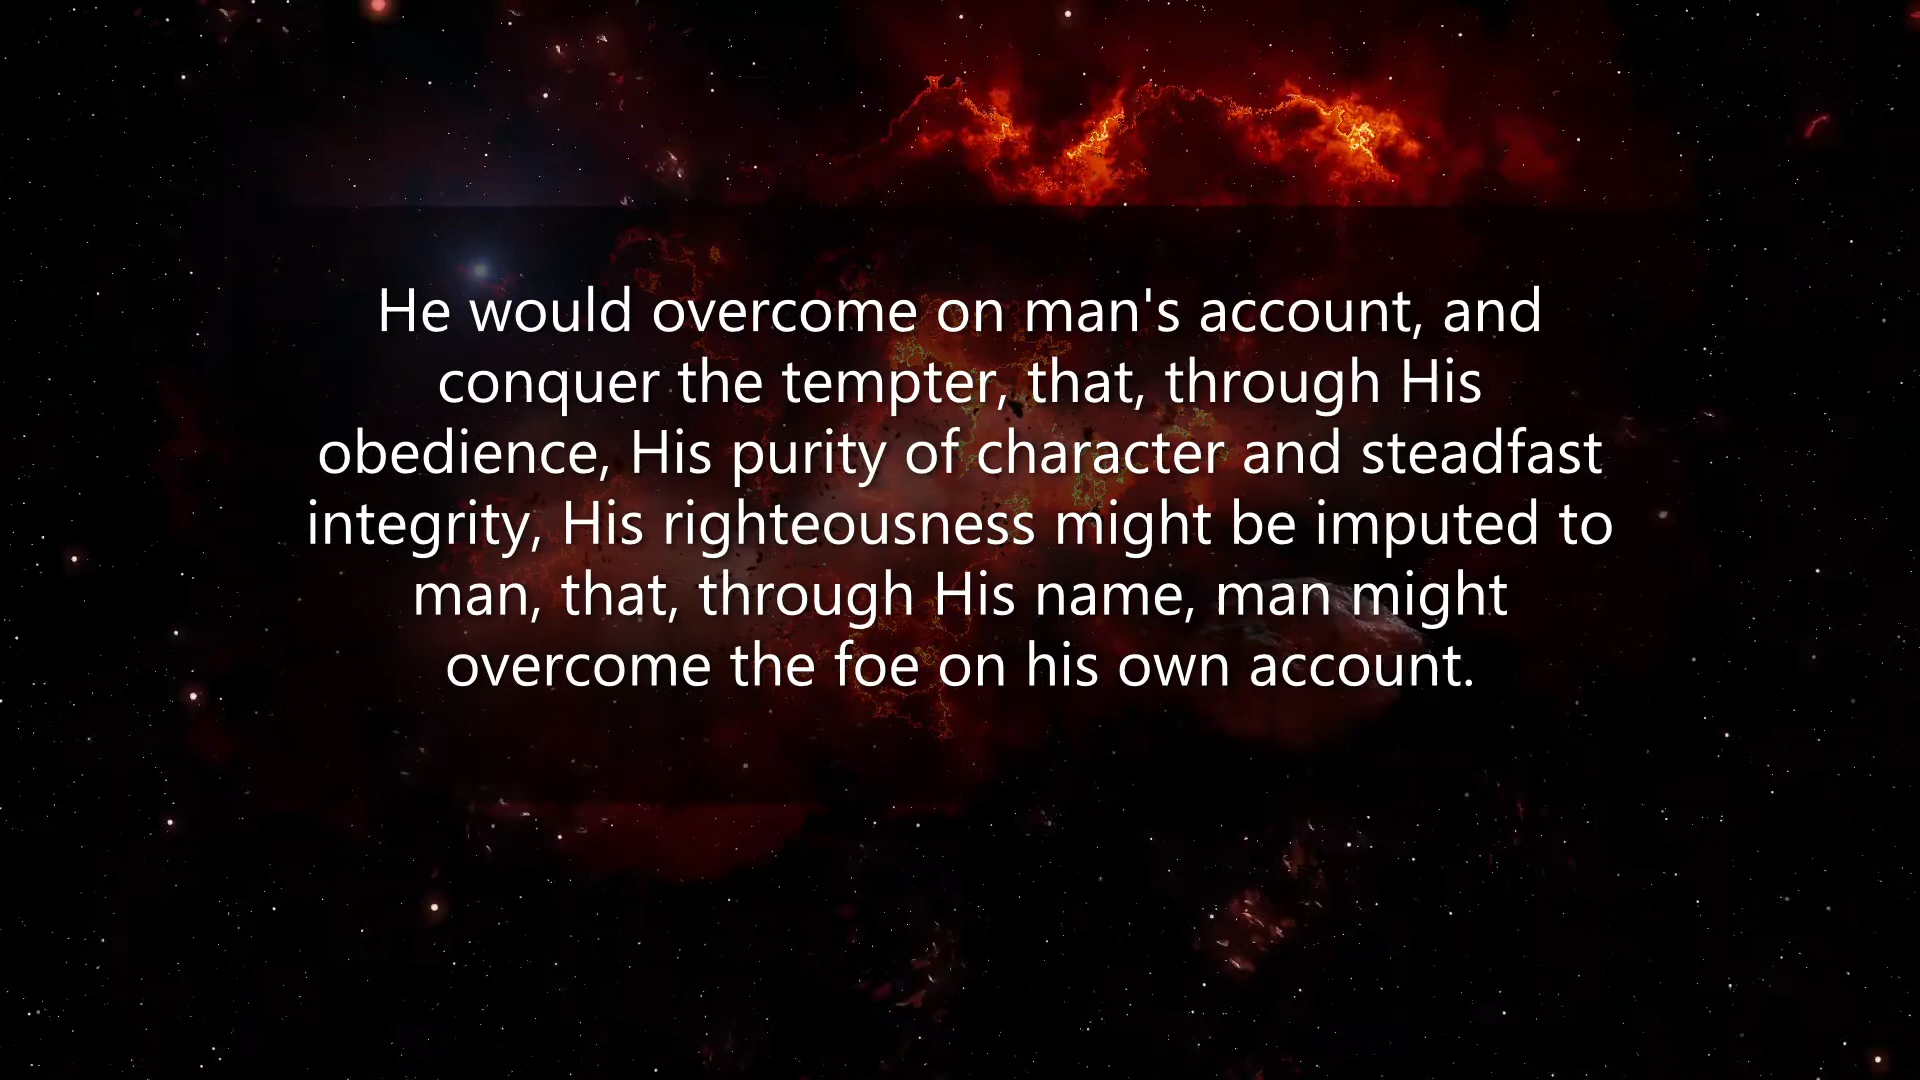 He would overcome on man's account, and
conquer the tempter, that, through His
obedience, His purity of character and steadfast
integrity, His righteousness might be imputed to
man, that, through His name, man might
overcome the foe on his own account.